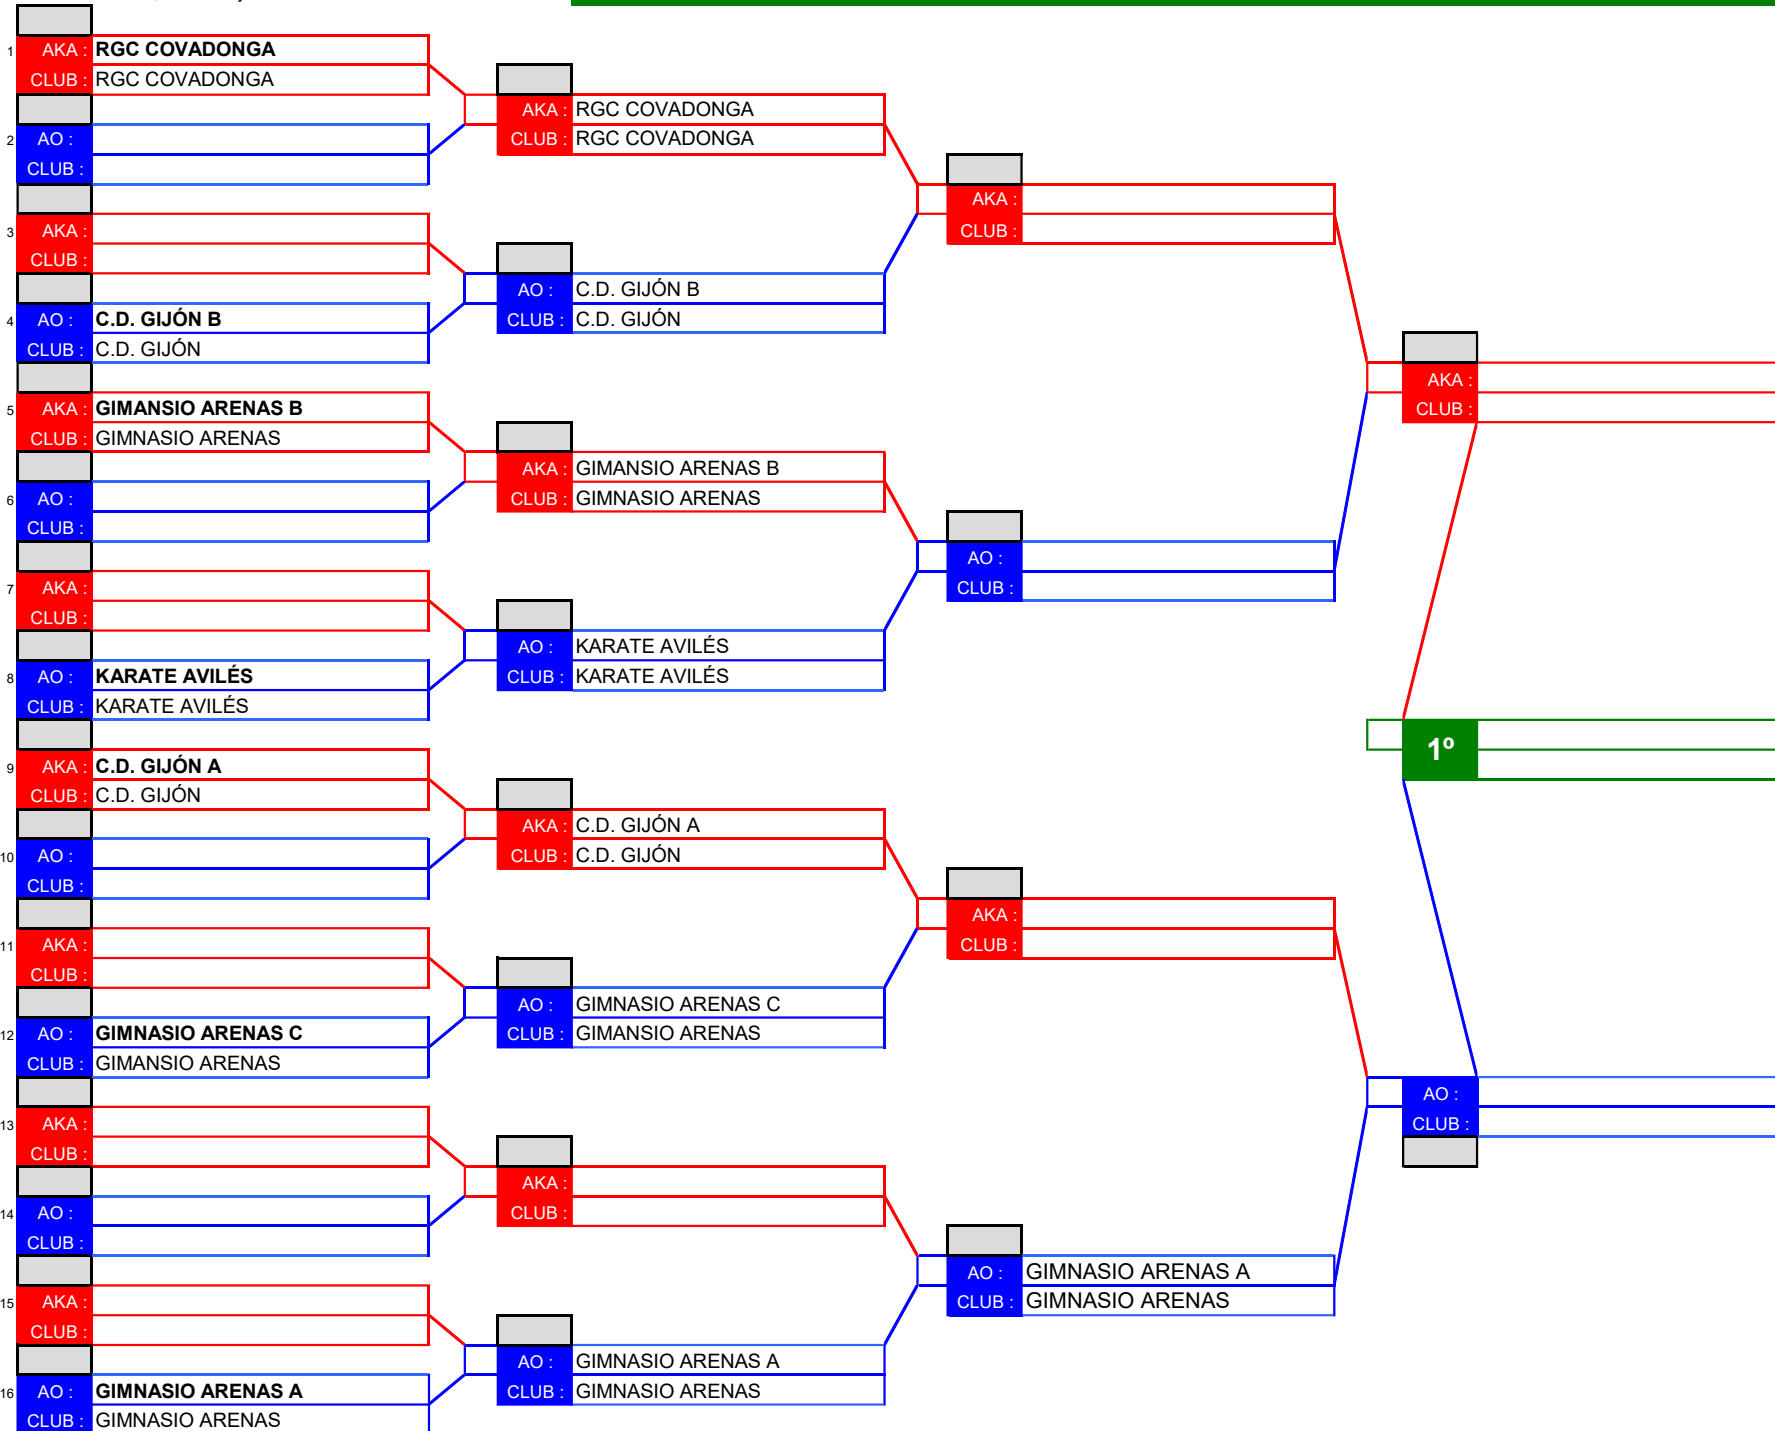 1 AKA : RGC COVADONGA
CLUB : RGC COVADONGA
AKA : RGC COVADONGA
2 AO :
CLUB : RGC COVADONGA
CLUB :
AKA :
3 AKA :
CLUB :
CLUB :
AO : C.D. GIJÓN B
4 AO : C.D. GIJÓN B
CLUB : C.D. GIJÓN
CLUB : C.D. GIJÓN
AKA :
5 AKA : GIMANSIO ARENAS B
CLUB :
CLUB : GIMNASIO ARENAS
AKA : GIMANSIO ARENAS B
6 AO :
CLUB : GIMNASIO ARENAS
CLUB :
AO :
7 AKA :
CLUB :
CLUB :
AO : KARATE AVILÉS
8 AO : KARATE AVILÉS
CLUB : KARATE AVILÉS
CLUB : KARATE AVILÉS
1º
9 AKA : C.D. GIJÓN A
CLUB : C.D. GIJÓN
AKA : C.D. GIJÓN A
10 AO :
CLUB : C.D. GIJÓN
CLUB :
AKA :
11 AKA :
CLUB :
CLUB :
AO : GIMNASIO ARENAS C
12 AO : GIMNASIO ARENAS C
CLUB : GIMANSIO ARENAS
CLUB : GIMANSIO ARENAS
AO :
13 AKA :
CLUB :
CLUB :
AKA :
14 AO :
CLUB :
CLUB :
AO : GIMNASIO ARENAS A
15 AKA :
CLUB : GIMNASIO ARENAS
CLUB :
AO : GIMNASIO ARENAS A
16 AO : GIMNASIO ARENAS A
CLUB : GIMNASIO ARENAS
CLUB : GIMNASIO ARENAS